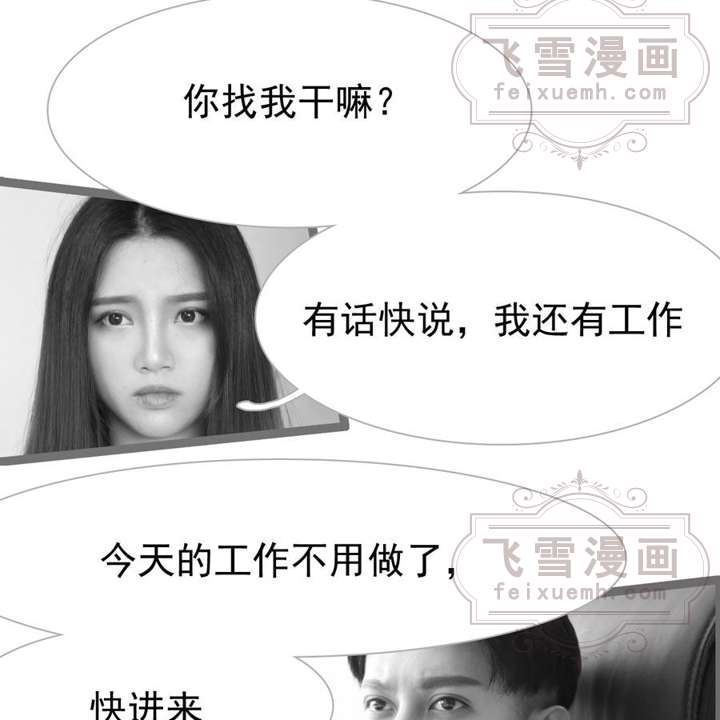 飞雪漫画
feixuemh.com
你找我干嘛？
有话快说，我还有工作
今天的工作不用做了，
飞雪漫画
feixuemh.com
快进来